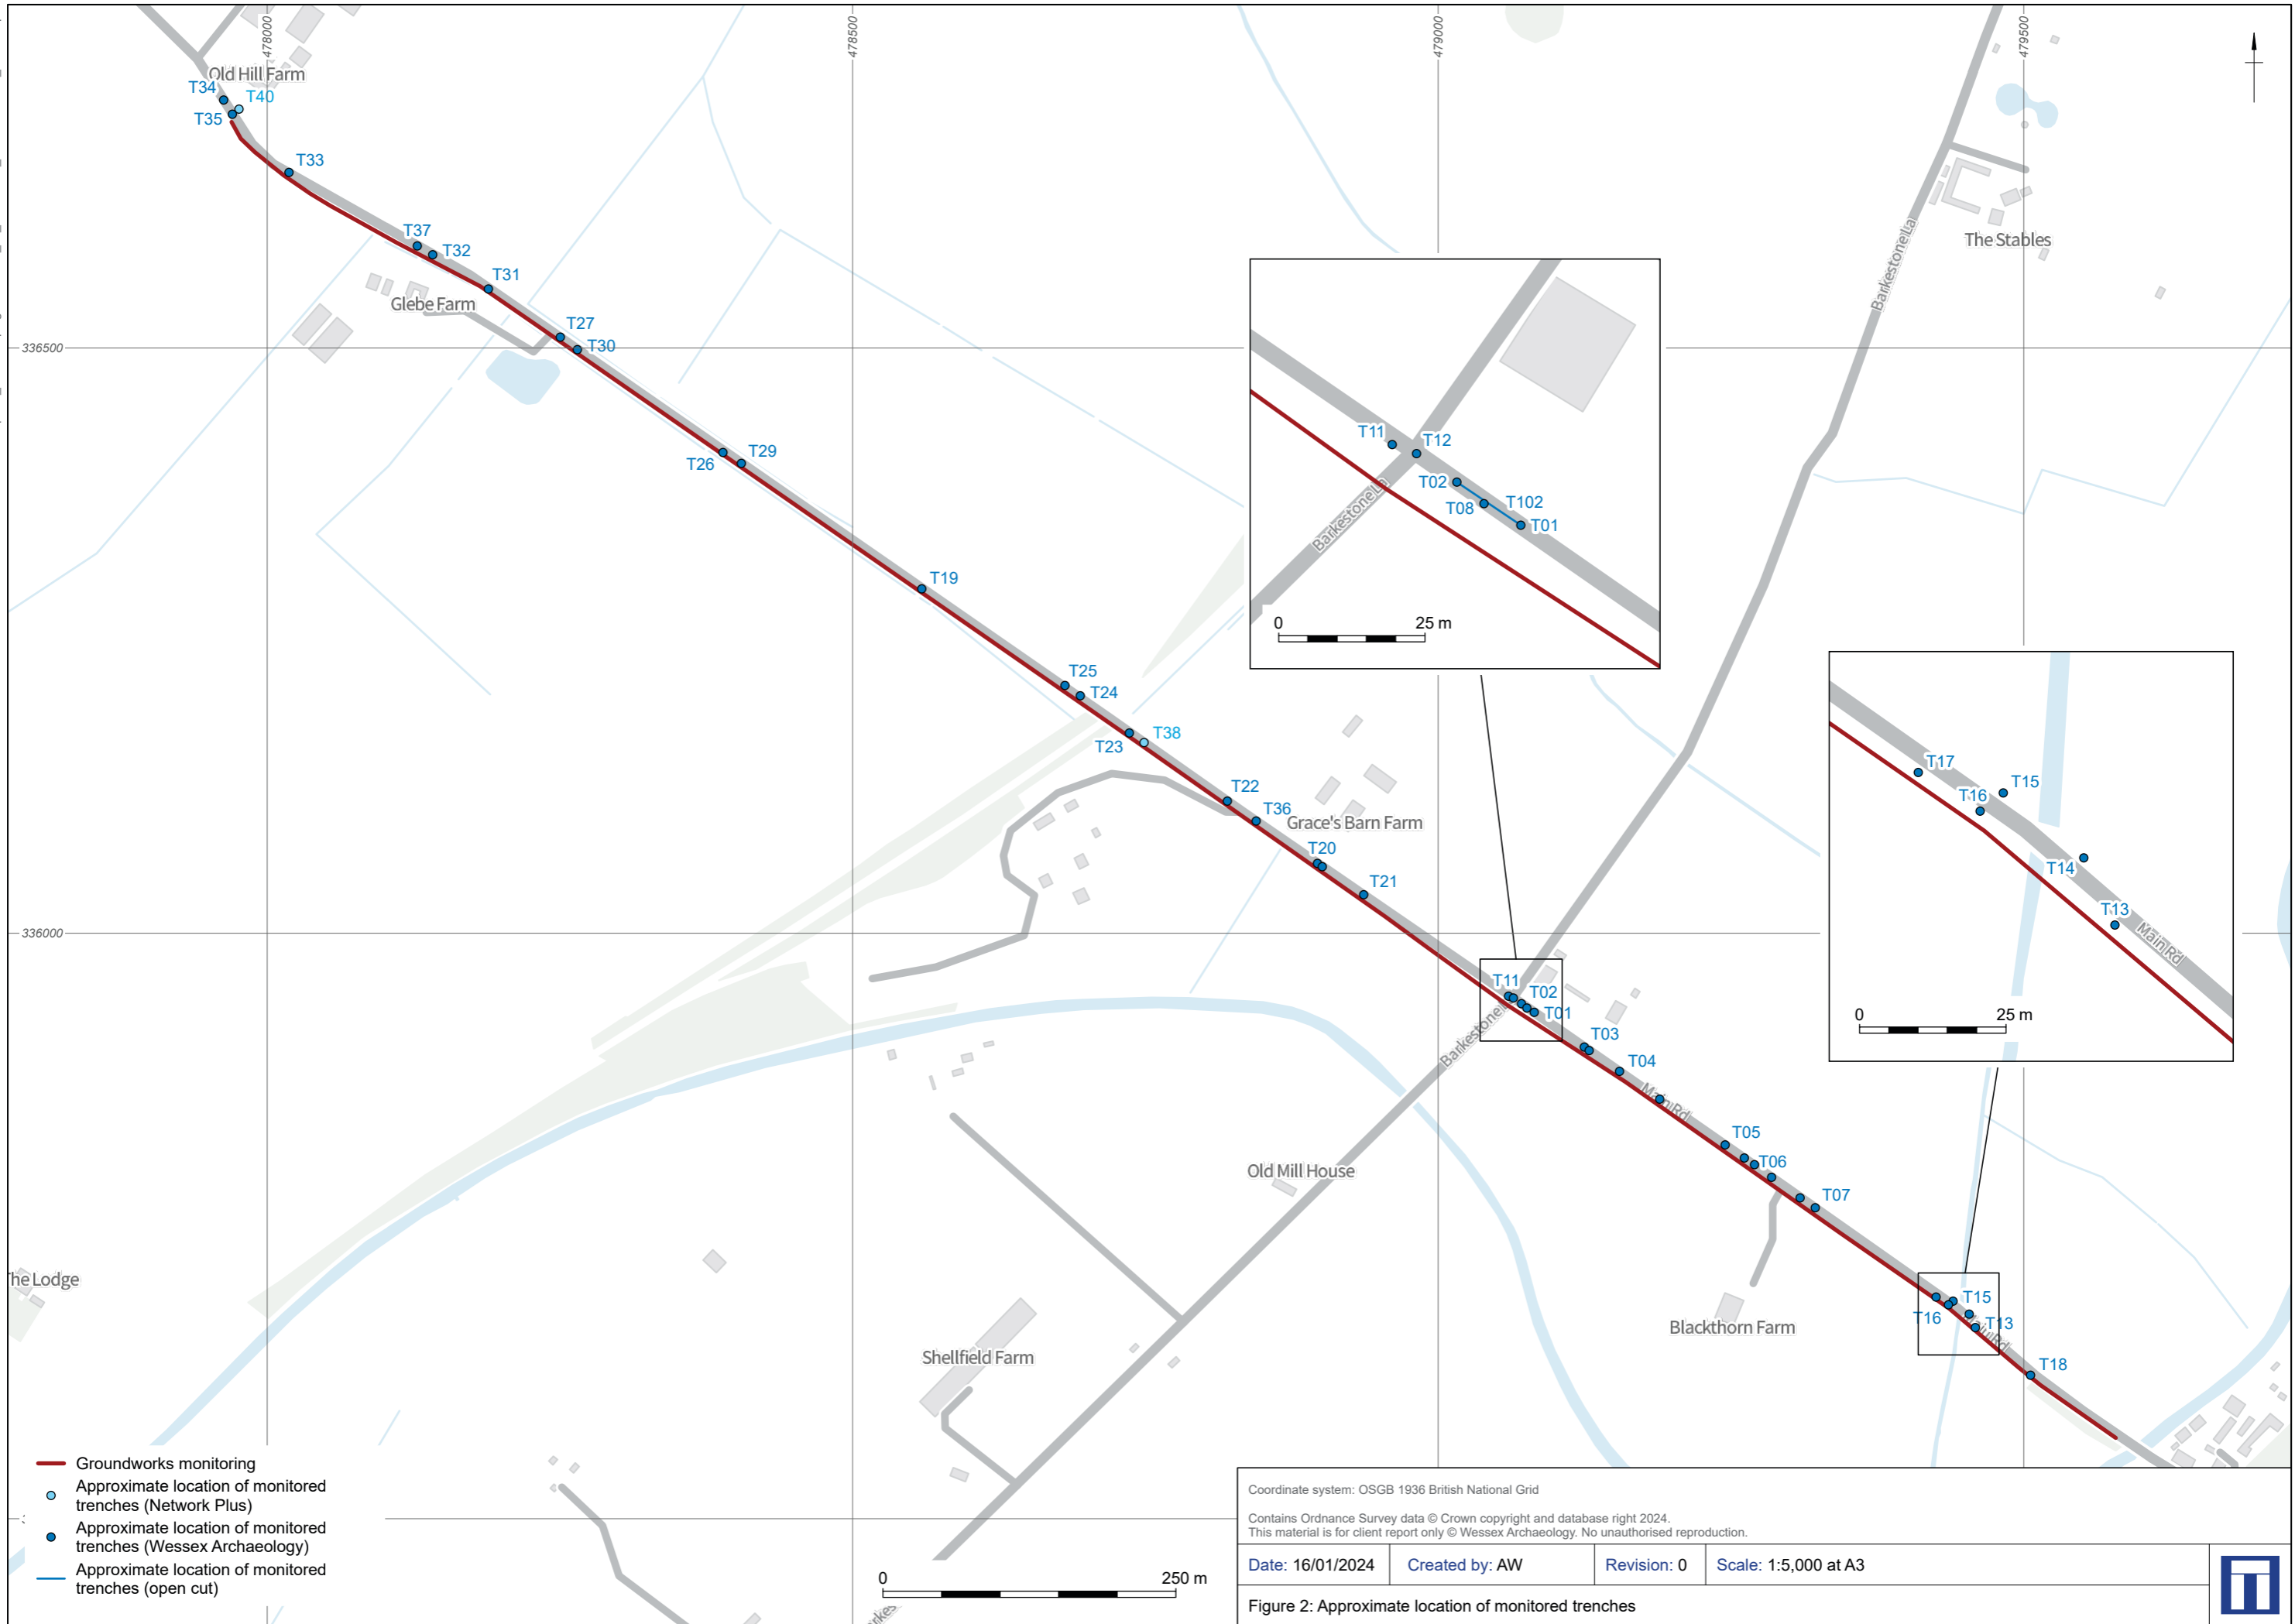 478000
478500
479000
479500
Old Hill Farm
T34
T40
T35
T33
T37
T32
T31
Glebe Farm
T27
T30
336500
T26
T29
T19
T25
T24
T38
T23
T22
T36
Grace's Barn Farm
T20
T21
336000
Barkestone La
The Stables
T11
T12
T02
T102
T08
T01
Barkestone Ln
0
25 m
T17
T15
T16
T14
T13
Main Rd
0
25 m
T11
T02
T01
T03
T04
Main Rd
T05
T06
T07
T15
T16
T13
T18
Old Mill House
Blackthorn Farm
Shellfield Farm
Lodge
Groundworks monitoring
Approximate location of monitored
trenches (Network Plus)
Approximate location of monitored
trenches (Wessex Archaeology)
Approximate location of monitored
trenches (open cut)
0
250 m
Coordinate system: OSGB 1936 British National Grid
Contains Ordnance Survey data © Crown copyright and database right 2024.
This material is for client report only © Wessex Archaeology. No unauthorised reproduction.
Date: 16/01/2024
Created by: AW
Revision: 0
Scale: 1:5,000 at A3
Figure 2: Approximate location of monitored trenches